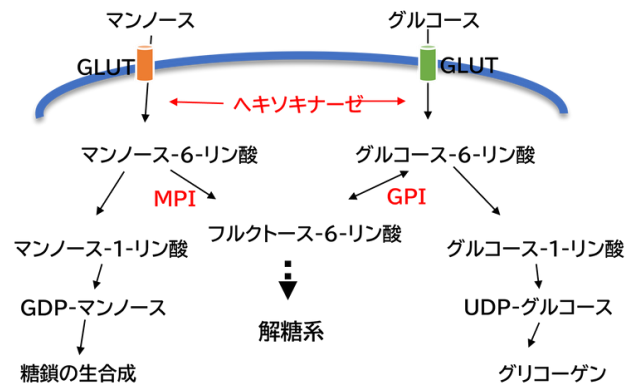 マンノース
グルコース
GLUT
GLUT
ヘキソキナーゼ
マンノース-6-リン酸
グルコース-6-リン酸
MPI
GPI
フルクトース-6-リン酸
マンノース-1-リン酸
グルコース-1-リン酸
GDP-マンノース
UDP-グルコース
解糖系
糖鎖の生合成
グリコーゲン